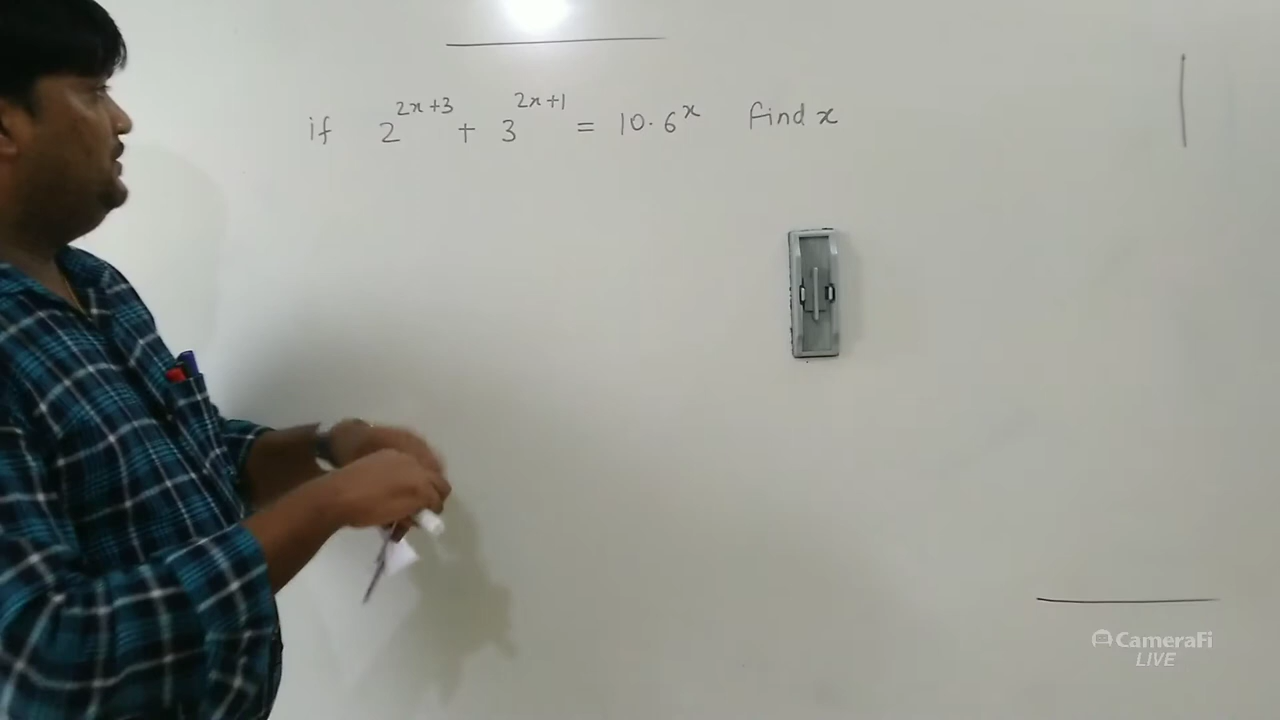 if 2^{2x+3} + 3^{2x+1} = 10·6^x find x
CameraFi
LIVE